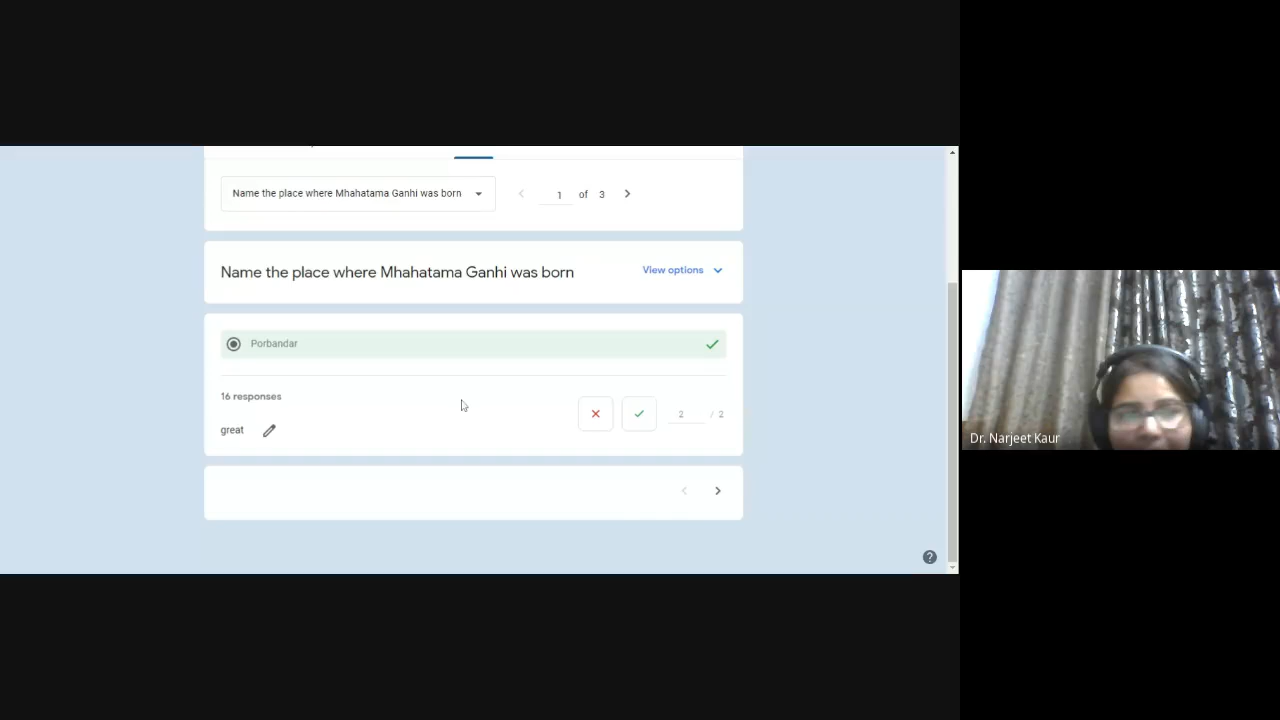 Name the place where Mhahatama Ganhi was born
1 of 3
Name the place where Mhahatama Ganhi was born
View options
Porbandar
16 responses
2 / 2
great
Dr. Narjeet Kaur